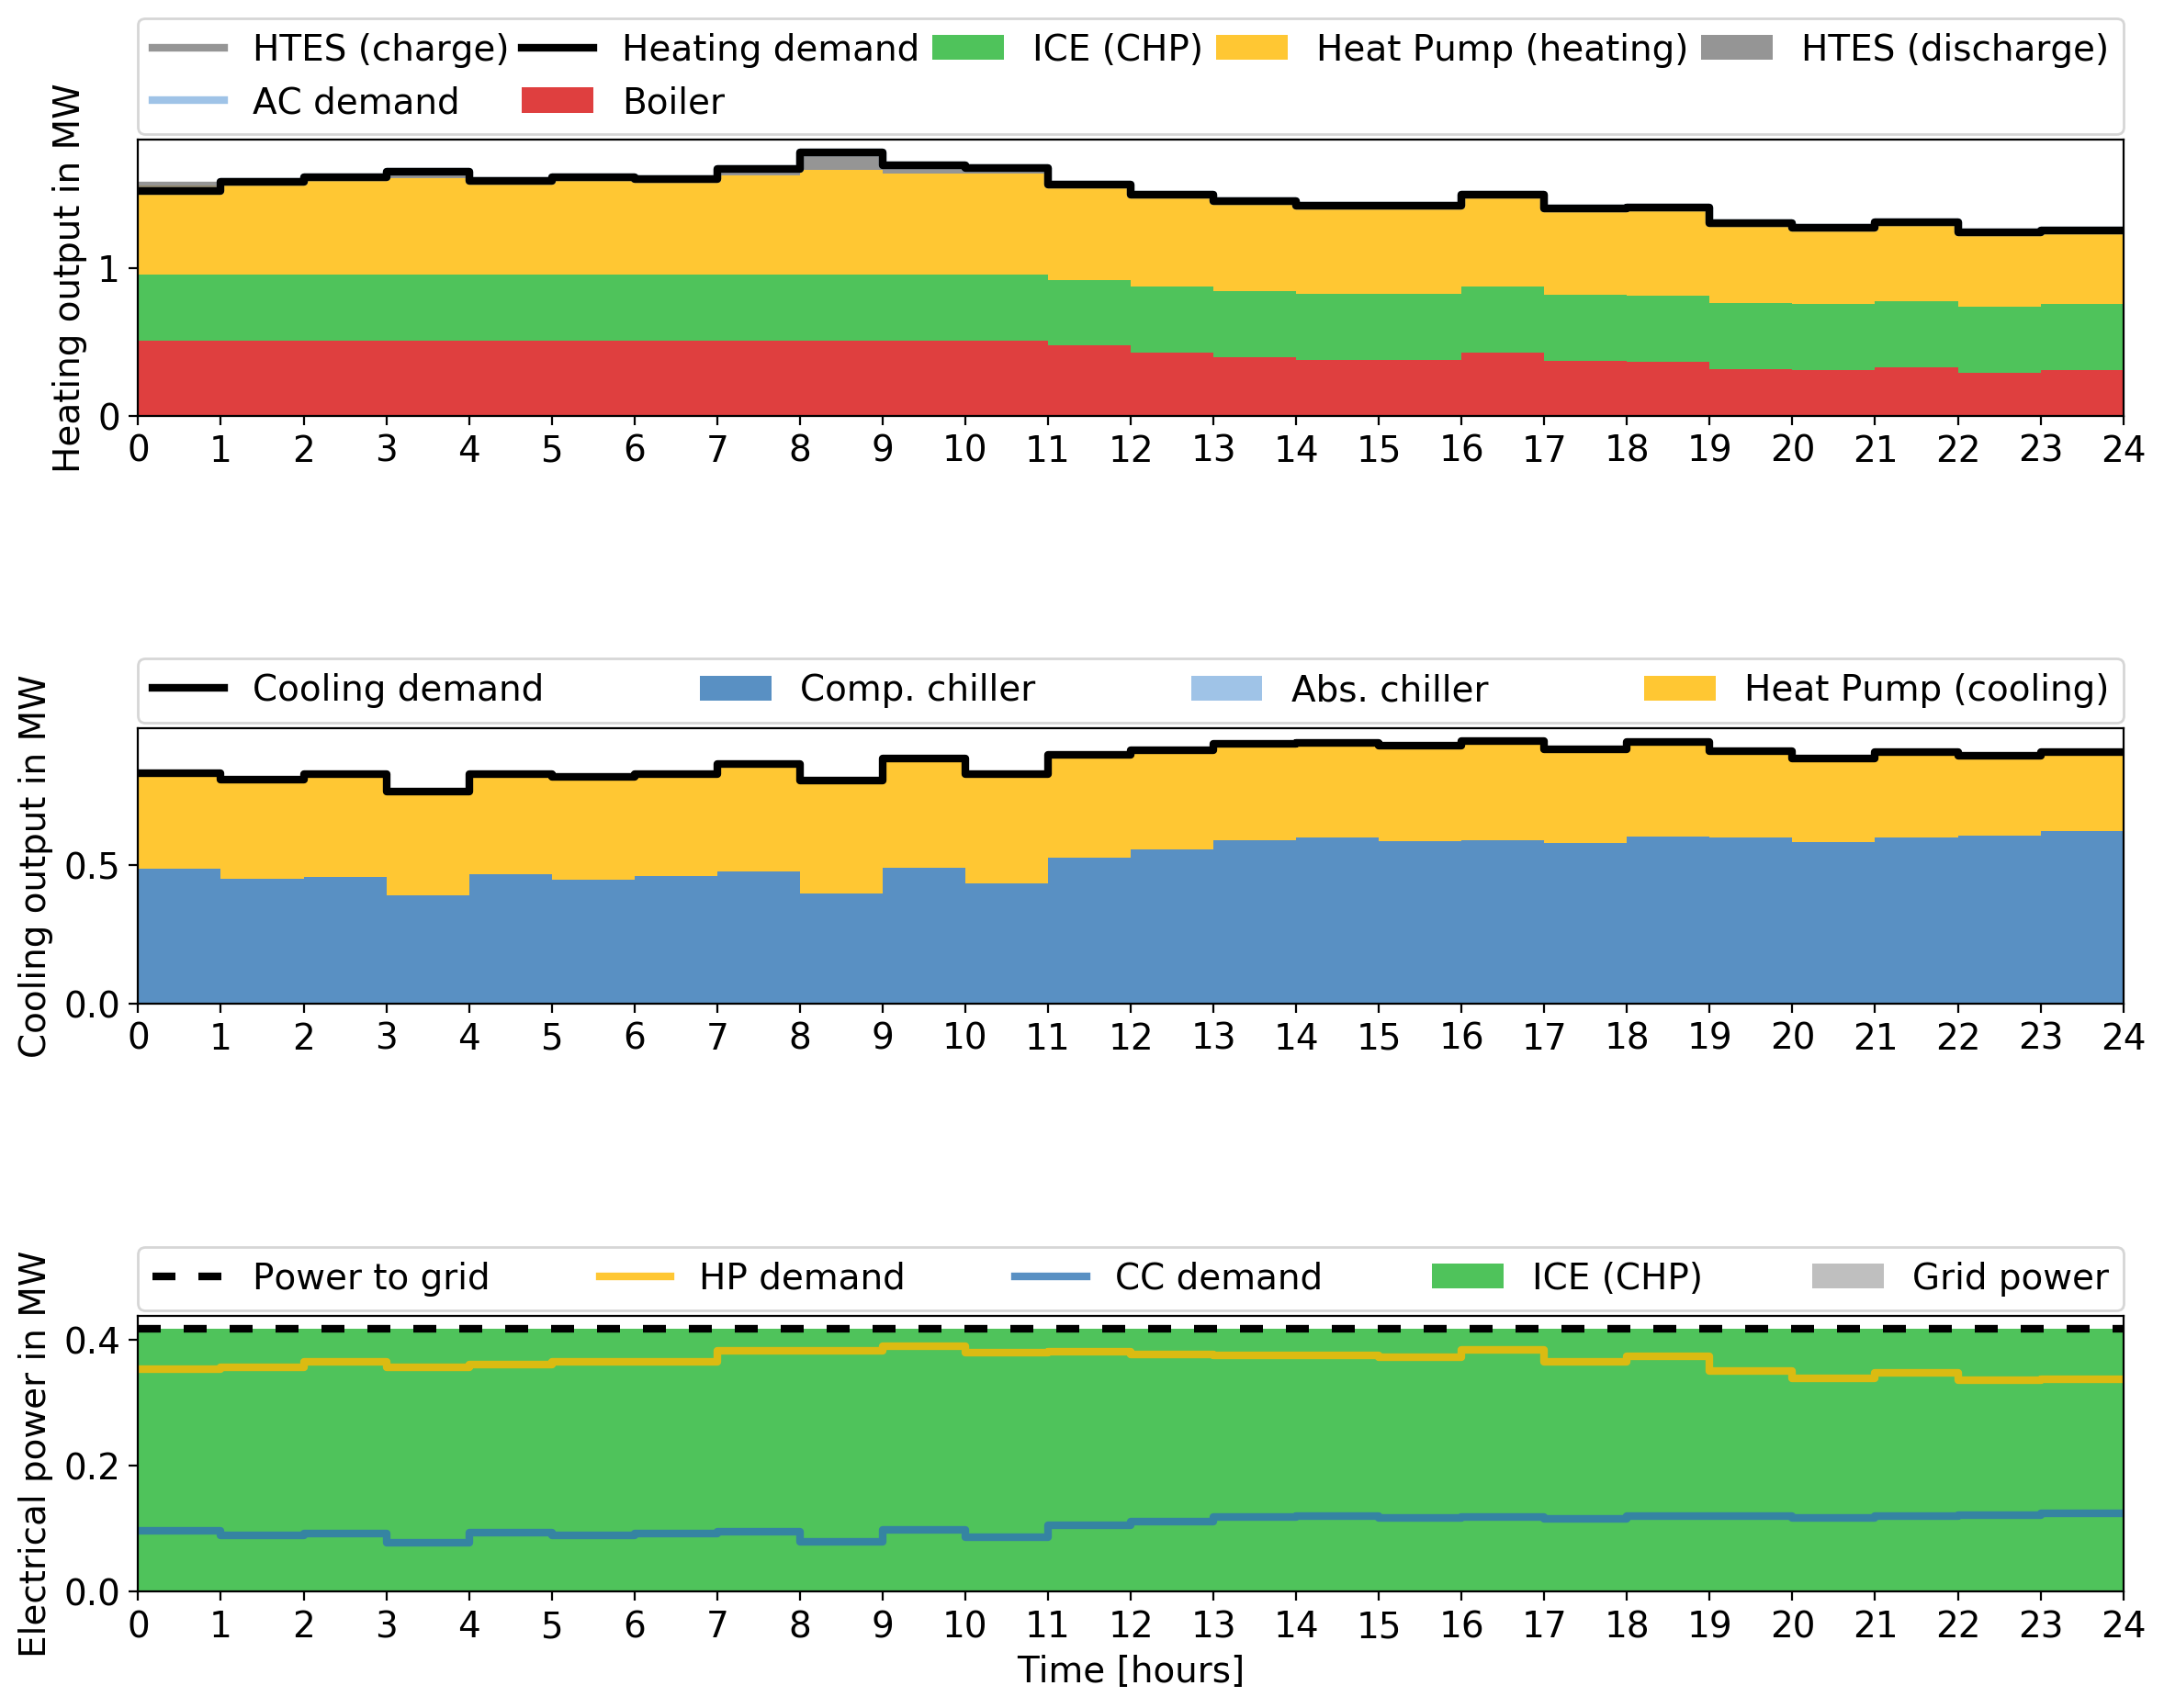 HTES (charge) Heating demand ICE (CHP) Heat Pump (heating) HTES (discharge)
AC demand Boiler
Heating output in MW
1
0
0 1 2 3 4 5 6 7 8 9 10 11 12 13 14 15 16 17 18 19 20 21 22 23 24
Cooling demand Comp. chiller Abs. chiller Heat Pump (cooling)
Cooling output in MW
0.5
0.0
0 1 2 3 4 5 6 7 8 9 10 11 12 13 14 15 16 17 18 19 20 21 22 23 24
Power to grid HP demand CC demand ICE (CHP) Grid power
Electrical power in MW
0.4
0.2
0.0
0 1 2 3 4 5 6 7 8 9 10 11 12 13 14 15 16 17 18 19 20 21 22 23 24
Time [hours]